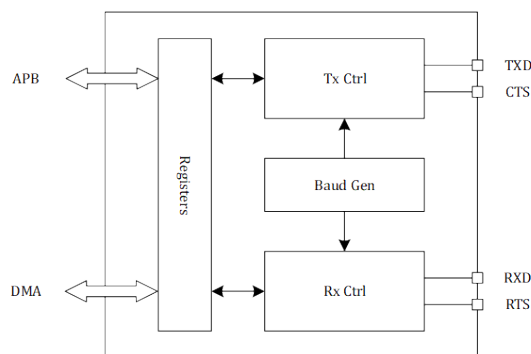 APB
Tx Ctrl
TXD
CTS
Registers
Baud Gen
DMA
Rx Ctrl
RXD
RTS